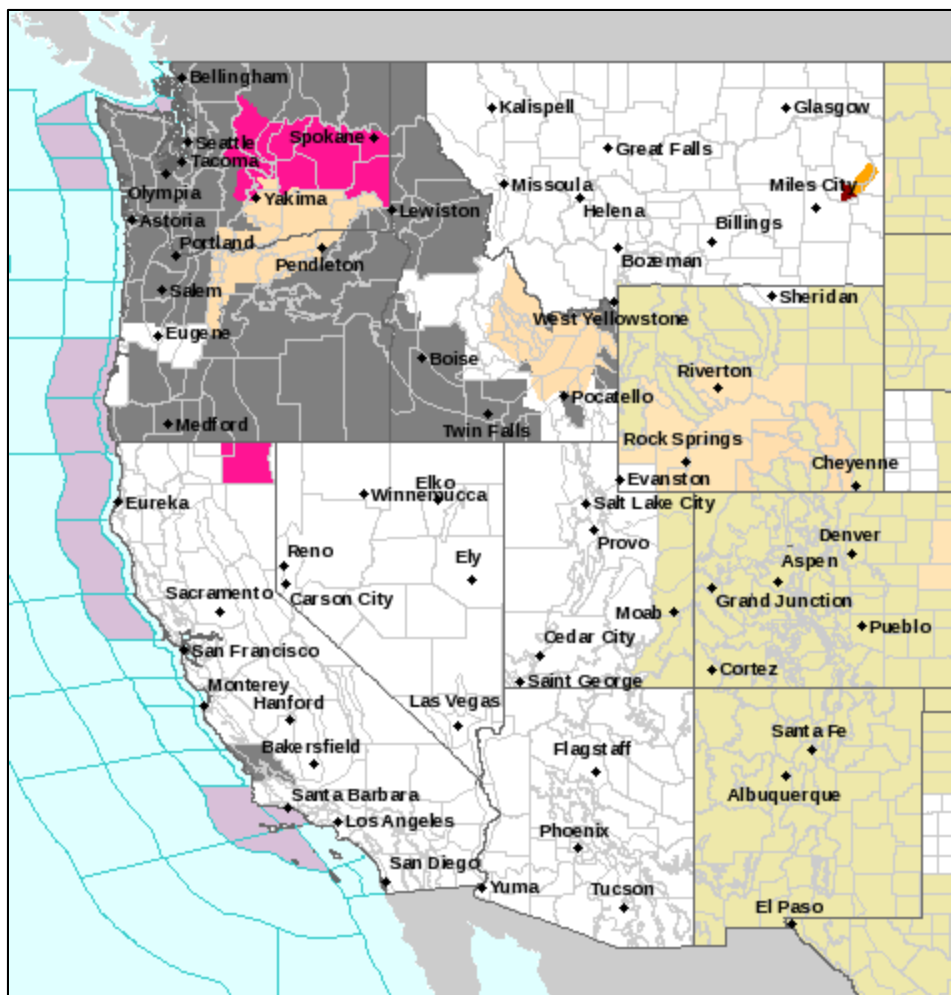 Bellingham
Kalispell
Glasgow
Seattle
Spokane
Tacoma
Great Falls
Olympia
Yakima
Missoula
Miles City
Lewiston
Helena
Astoria
Portland
Billings
Pendleton
Bozeman
Salem
Sheridan
Eugene
West Yellowstone
Boise
Riverton
Pocatello
Medford
Twin Falls
Rock Springs
Cheyenne
Evanston
Elko
Winnemucca
Eureka
Salt Lake City
Provo
Denver
Reno
Ely
Aspen
Sacramento
Carson City
Grand Junction
Moab
Pueblo
Cedar City
San Francisco
Cortez
Saint George
Monterey
Hanford
Las Vegas
Santa Fe
Bakersfield
Flagstaff
Albuquerque
Santa Barbara
Los Angeles
Phoenix
San Diego
Yuma
Tucson
El Paso